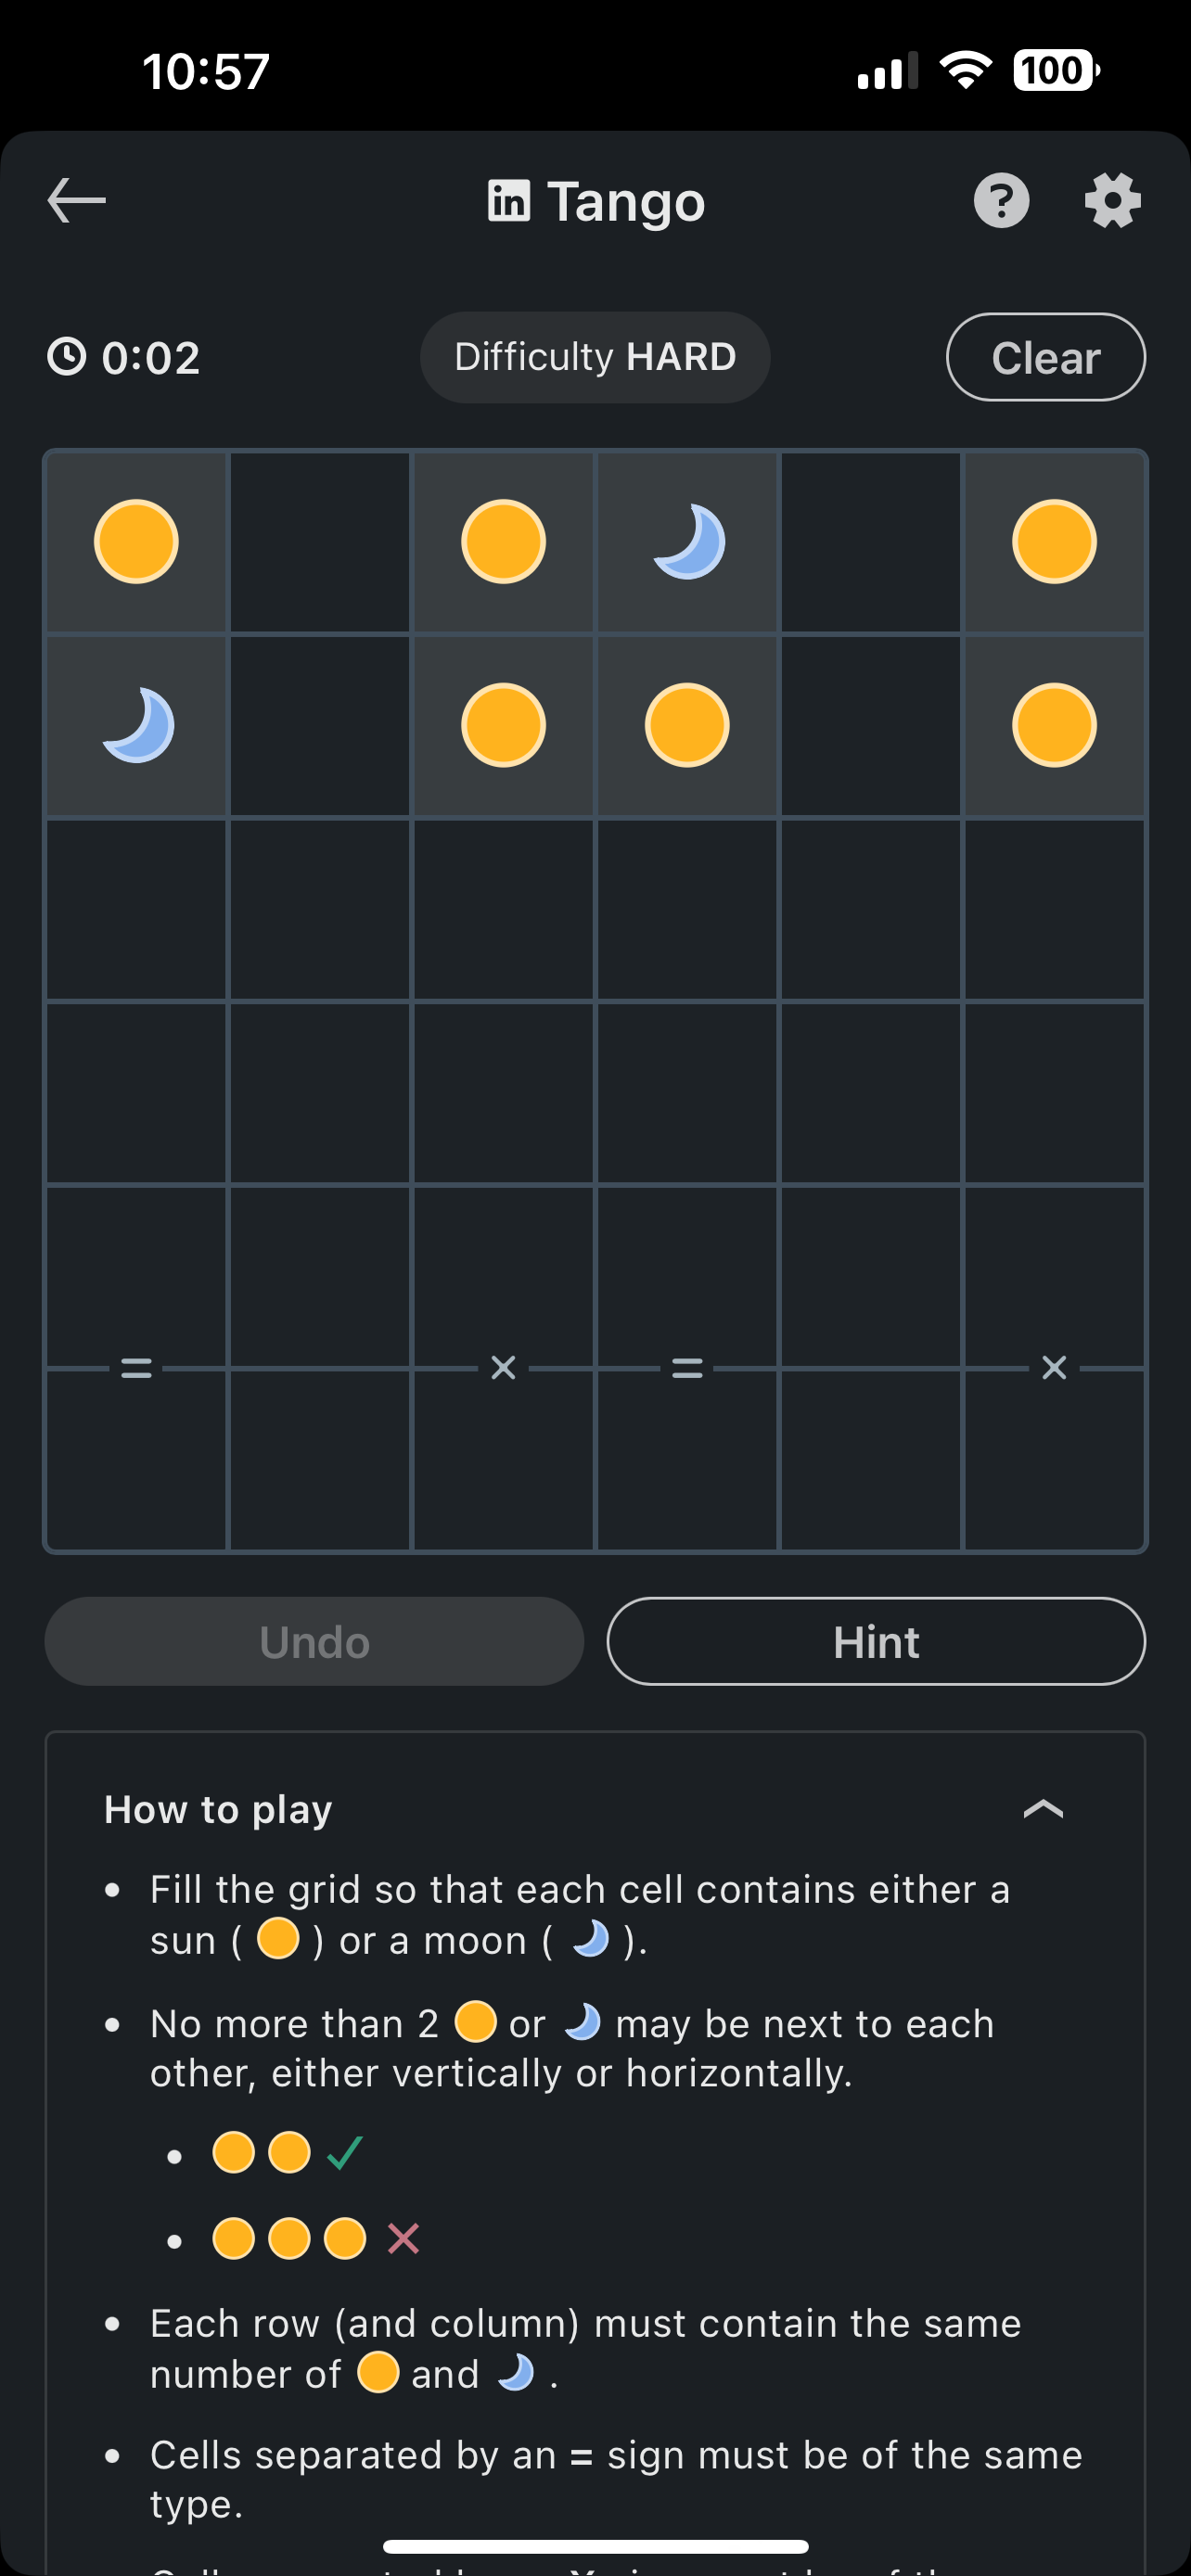 10:57
100
in Tango
?
0:02
Difficulty HARD
Clear
=
×
=
×
Undo
Hint
How to play
Fill the grid so that each cell contains either a
sun ( ) or a moon ( ).
No more than 2 or may be next to each
other, either vertically or horizontally.
Each row (and column) must contain the same
number of and .
Cells separated by an = sign must be of the same
type.